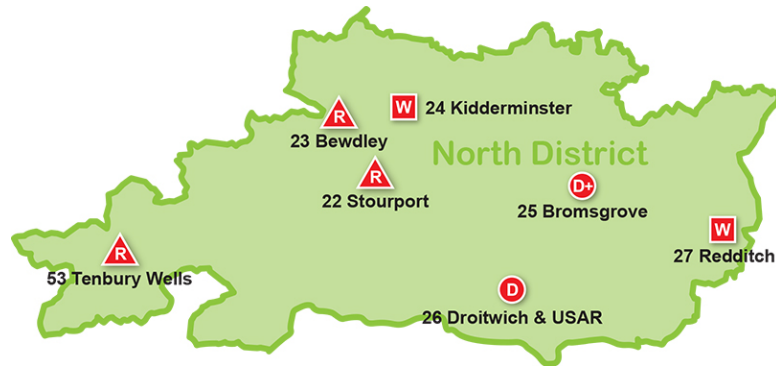 W 24 Kidderminster
R
23 Bewdley
North District
R
22 Stourport
D+
25 Bromsgrove
W
27 Redditch
R
53 Tenbury Wells
D
26 Droitwich & USAR